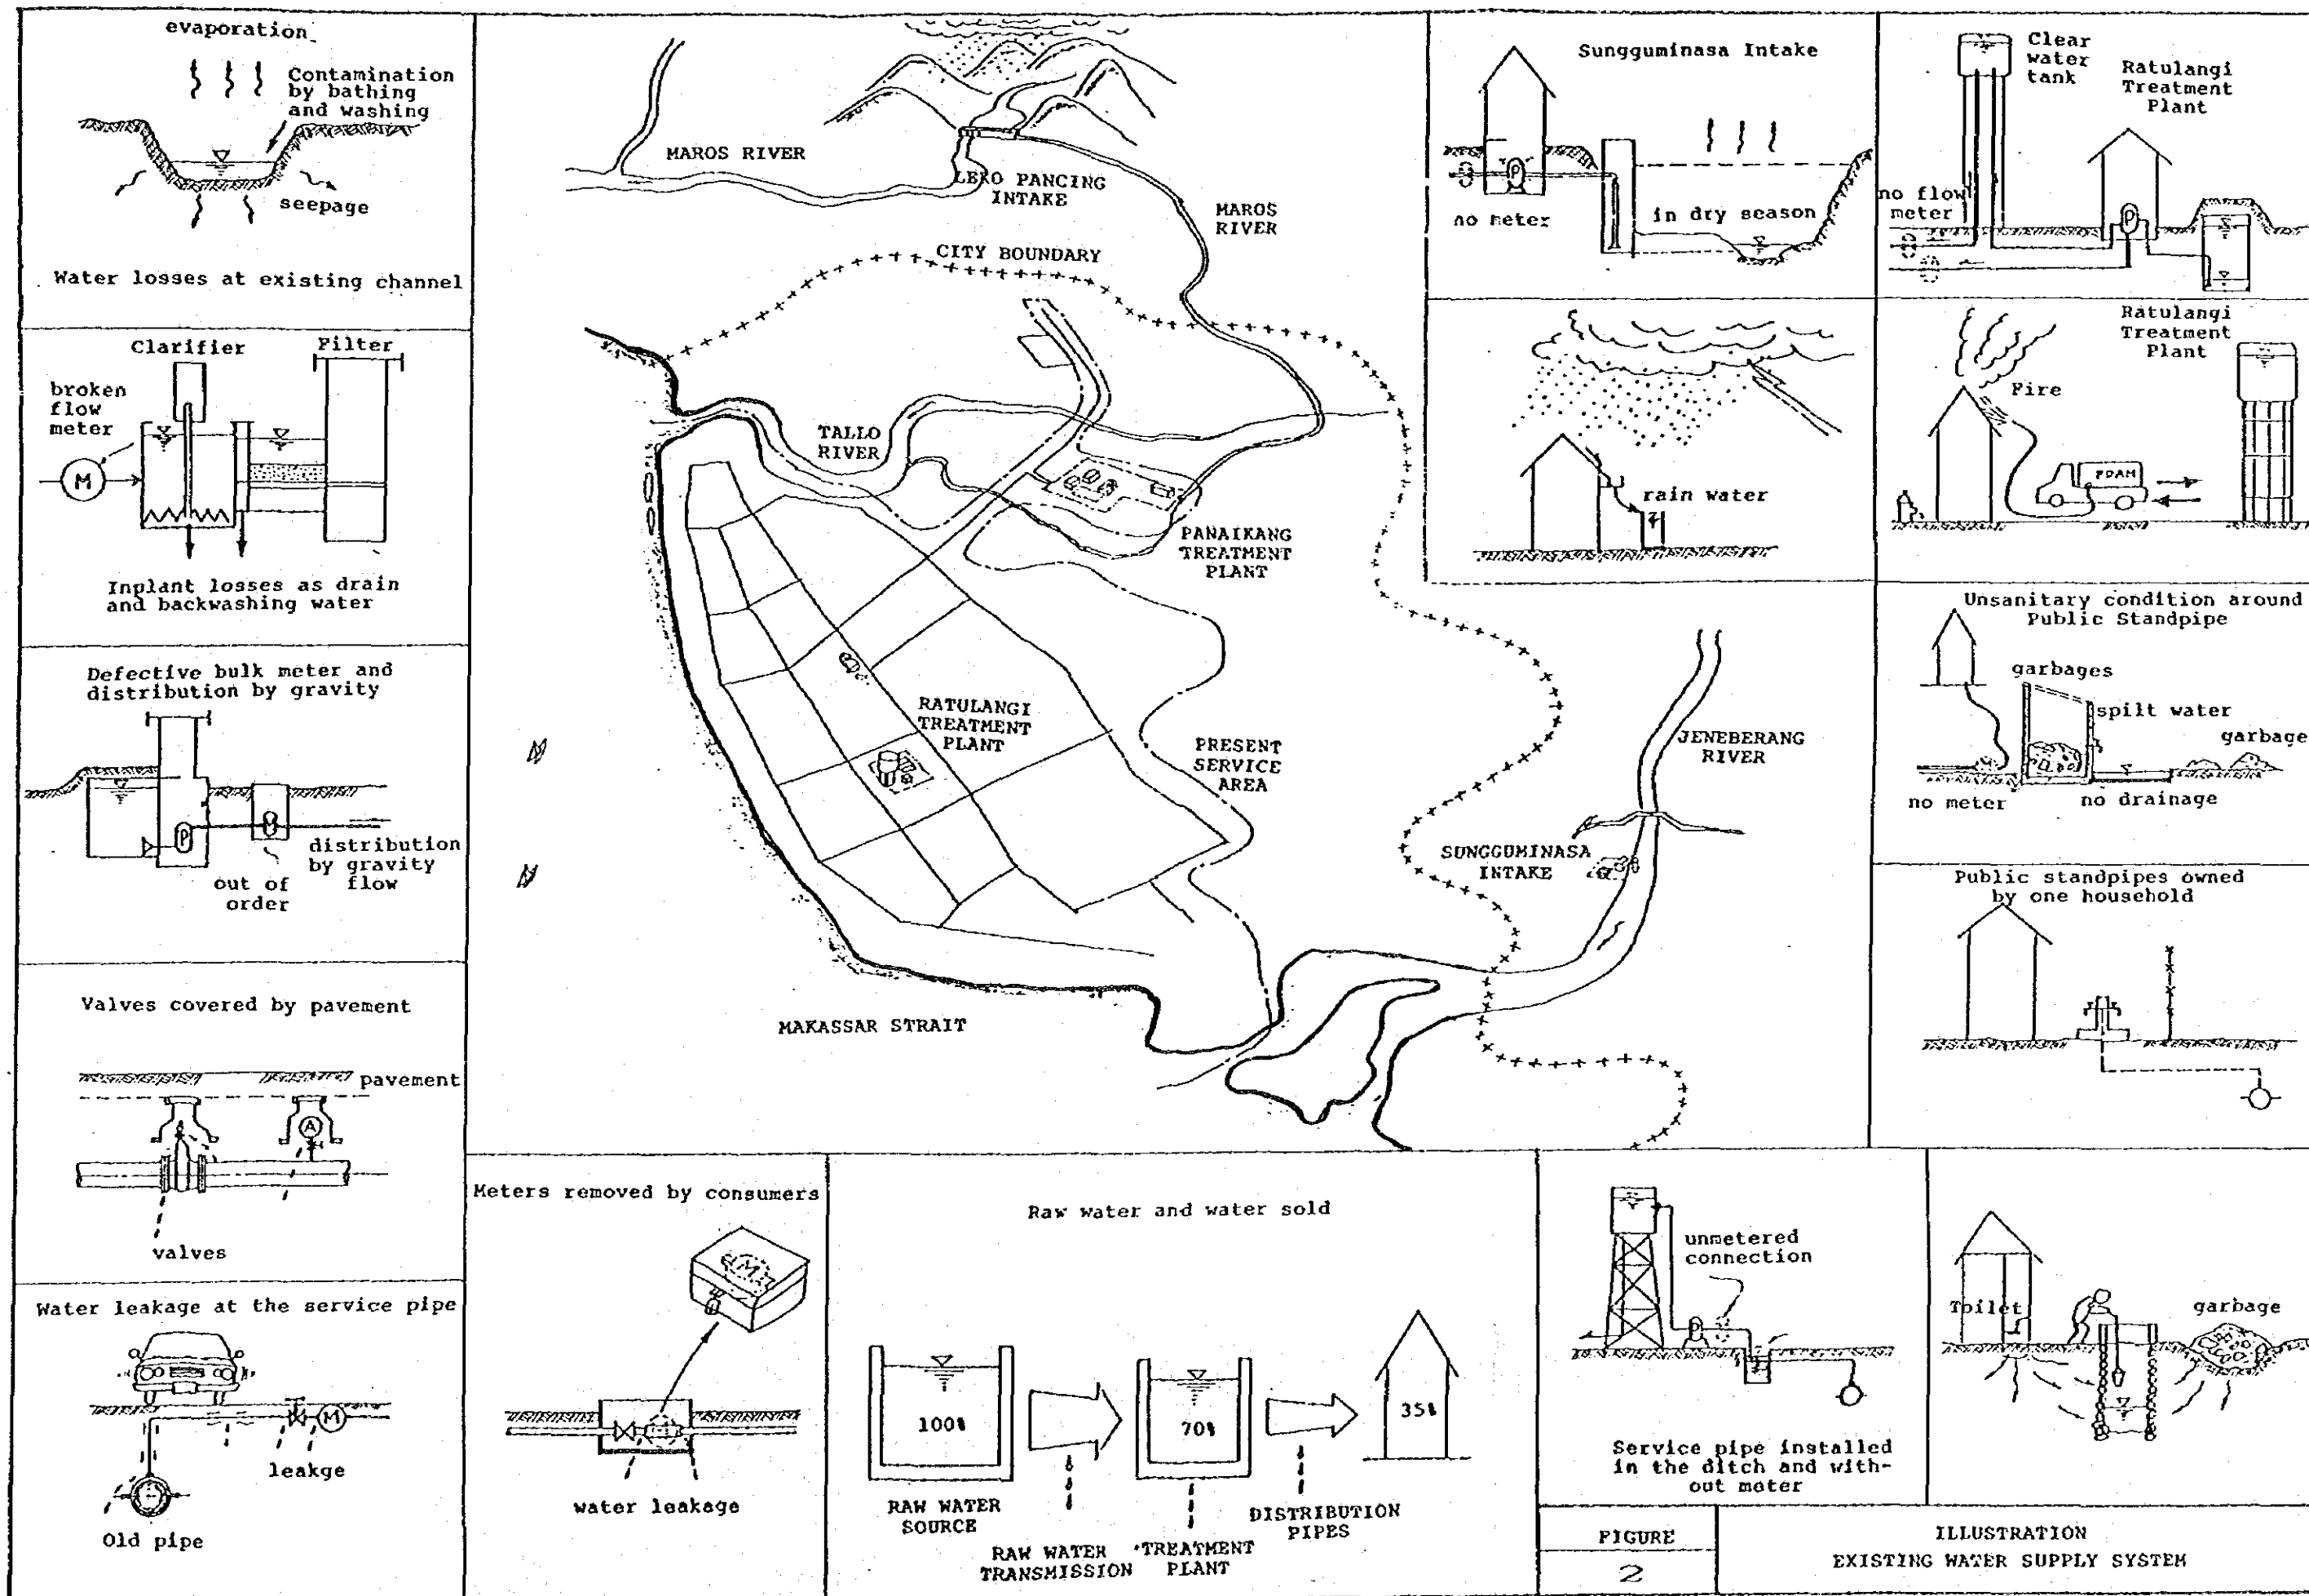 evaporation
Contamination
by bathing
and washing
seepage
Water losses at existing channel
Clarifier
Filter
broken
flow
meter
M
Inplant losses as drain
and backwashing water
Defective bulk meter and
distribution by gravity
P
M
distribution
by gravity
flow
out of
order
Valves covered by pavement
pavement
A
valves
Water leakage at the service pipe
M
leakge
Old pipe
MAROS RIVER
LEKO PANCING
INTAKE
MAROS
RIVER
CITY BOUNDARY
TALLO
RIVER
PANAIKANG
TREATMENT
PLANT
RATULANGI
TREATMENT
PLANT
PRESENT
SERVICE
AREA
JENEBERANG
RIVER
SUNGGUMINASA
INTAKE
MAKASSAR STRAIT
Sungguminasa Intake
P
no meter
in dry season
Clear
water
tank
Ratulangi
Treatment
Plant
no flow
meter
P
rain water
Ratulangi
Treatment
Plant
Fire
PDAM
Unsanitary condition around
Public Standpipe
garbages
spilt water
garbage
no meter
no drainage
Public standpipes owned
by one household
Meters removed by consumers
M
water leakage
Raw water and water sold
100%
70%
35%
RAW WATER
SOURCE
RAW WATER
TRANSMISSION
TREATMENT
PLANT
DISTRIBUTION
PIPES
unmetered
connection
P
Service pipe installed
in the ditch and with-
out meter
Toilet
garbage
FIGURE
2
ILLUSTRATION
EXISTING WATER SUPPLY SYSTEM